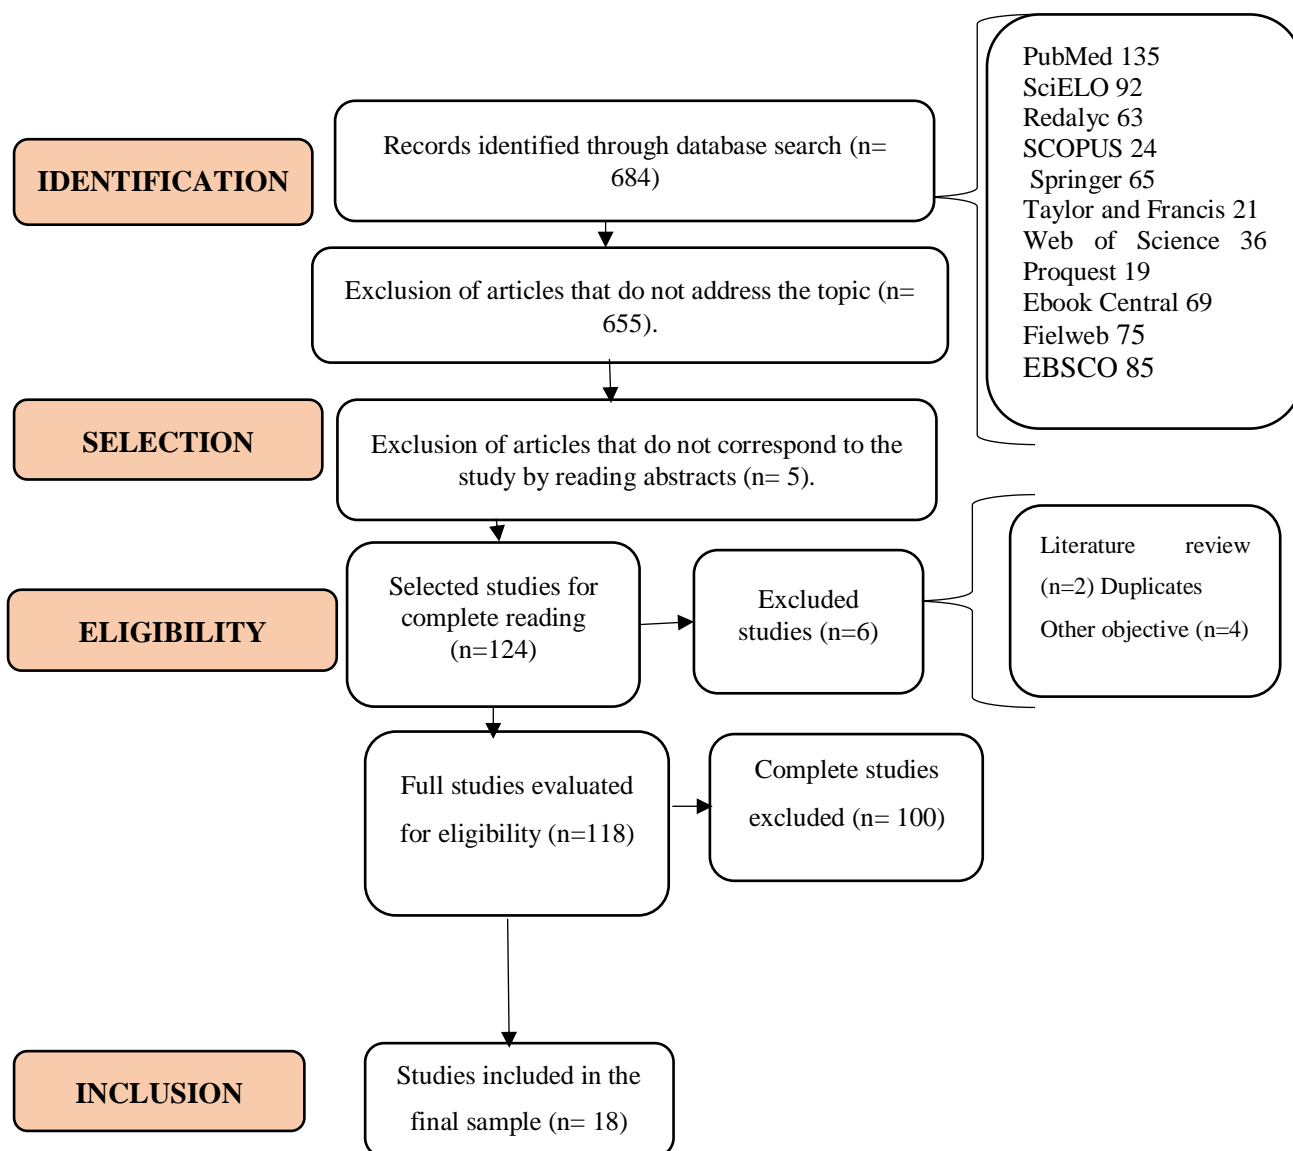 IDENTIFICATION
Records identified through database search (n=
684)
PubMed 135
SciELO 92
Redalyc 63
SCOPUS 24
Springer 65
Taylor and Francis 21
Web of Science 36
Proquest 19
Ebook Central 69
Fielweb 75
EBSCO 85
Exclusion of articles that do not address the topic (n=
655).
SELECTION
Exclusion of articles that do not correspond to the
study by reading abstracts (n= 5).
ELIGIBILITY
Selected studies for
complete reading
(n=124)
Excluded
studies (n=6)
Literature review
(n=2) Duplicates
Other objective (n=4)
Full studies evaluated
for eligibility (n=118)
Complete studies
excluded (n= 100)
INCLUSION
Studies included in the
final sample (n= 18)